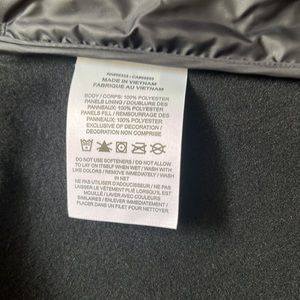 MADE IN VIETNAM
FABRIQUE AU VIETNAM
BODY / CORPS: 100% POLYESTER
PANELS LINING / DOUBLURE DES
PANNEAUX: 100% POLYESTER
PANELS FILL / REMBOURRAGE DES
PANNEAUX: 100% POLYESTER
EXCLUSIVE OF DECORATION /
DECORATION NON COMPRISE
DO NOT USE SOFTENERS / DO NOT ALLOW
TO LAY ON ITSELF WHEN WET / WASH WITH
LIKE COLORS / REMOVE IMMEDIATELY / WASH
IN NET
NE PAS UTILISER D'ADOUCISSEUR / NE PAS
LAISSER LE VÊTEMENT PLIÉ LORSQU'IL EST
MOUILLÉ / LAVER AVEC DES COULEURS
SIMILAIRES / ENLEVER IMMÉDIATEMENT /
PLACER DANS UN FILET POUR NETTOYER